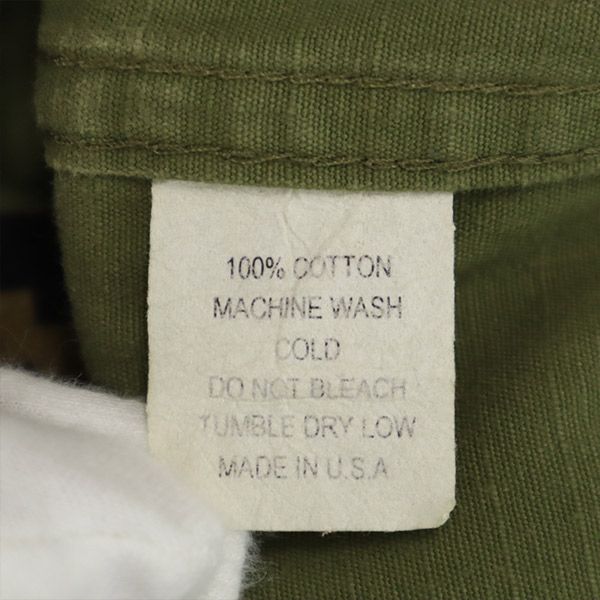 100% COTTON
MACHINE WASH
COLD
DO NOT BLEACH
TUMBLE DRY LOW
MADE IN U.S.A